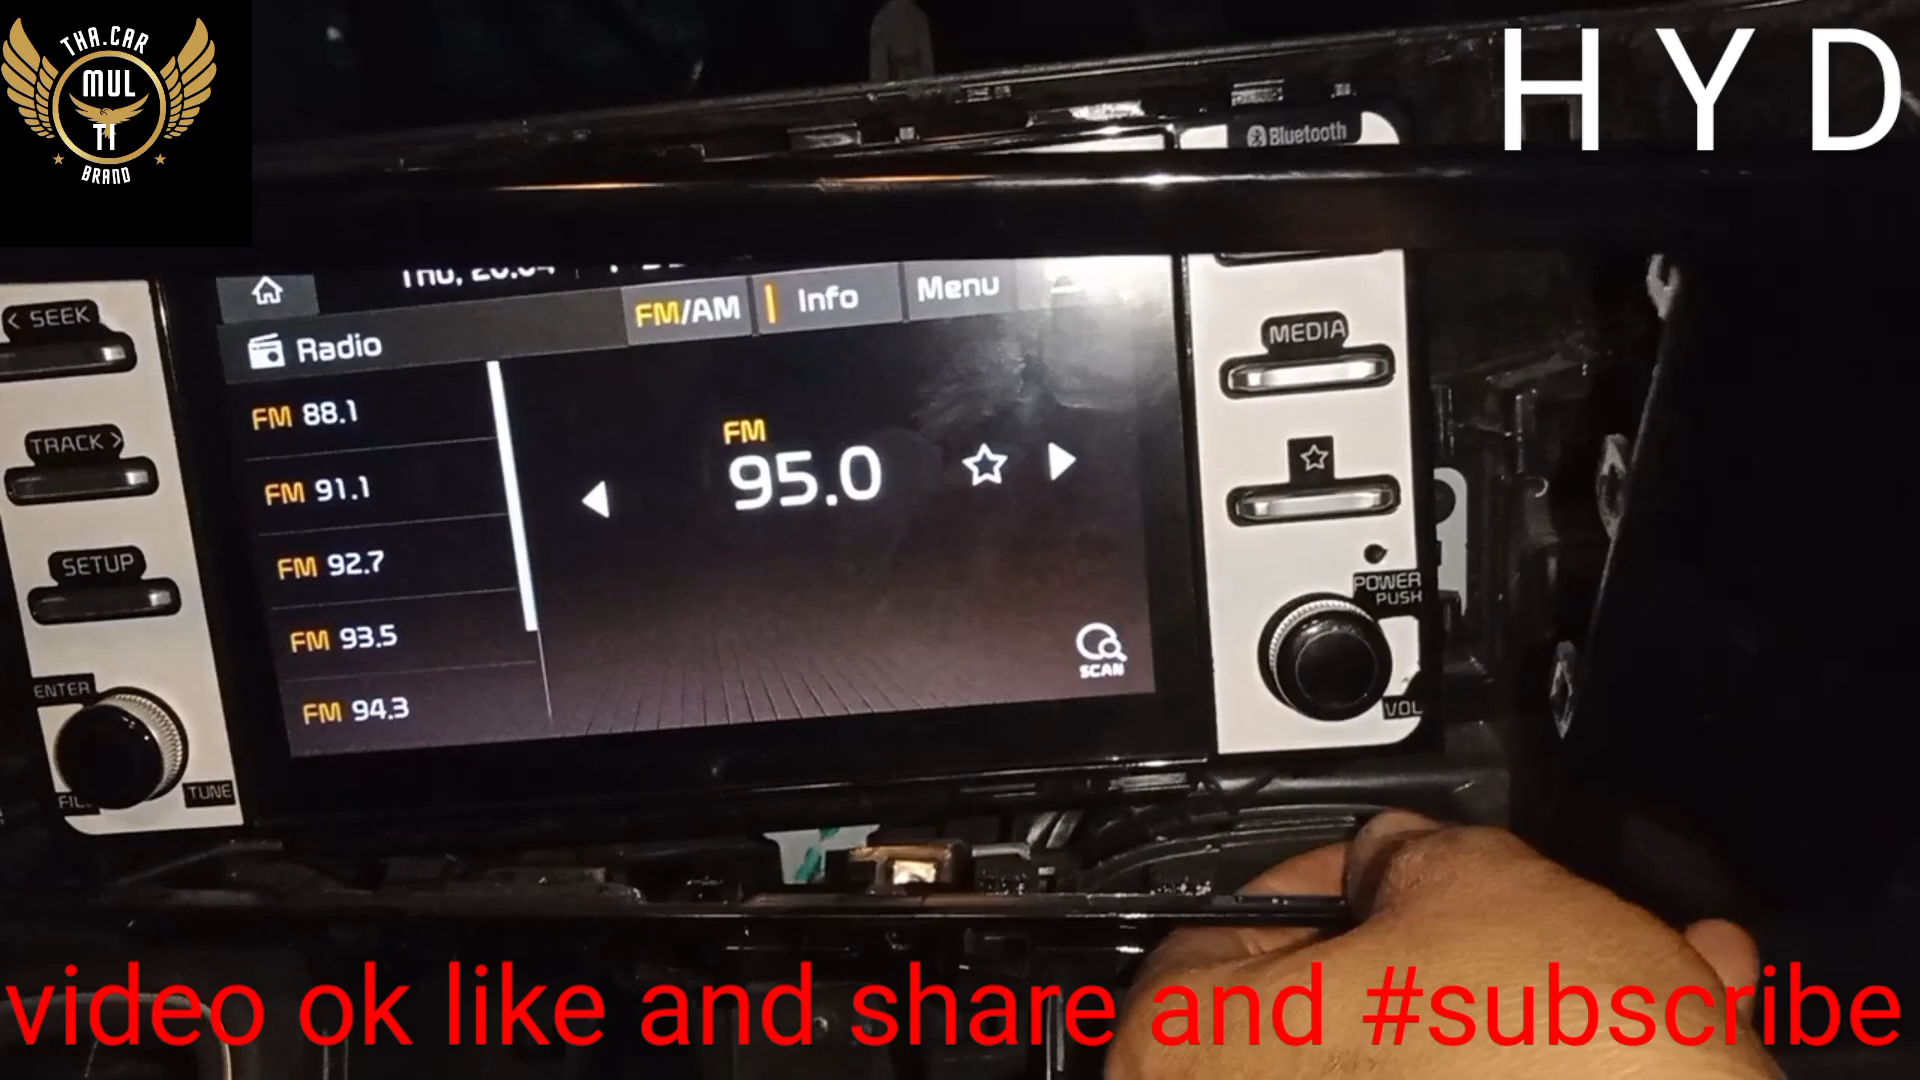 THA.CAR
MUL
TI
BRAND
H Y D
Bluetooth
FM/AM
Info
Menu
Radio
< SEEK
TRACK >
SETUP
ENTER
TUNE
FM 88.1
FM 91.1
FM 92.7
FM 93.5
FM 94.3
FM
95.0
SCAN
MEDIA
POWER
PUSH
VOL
video ok like and share and #subscribe